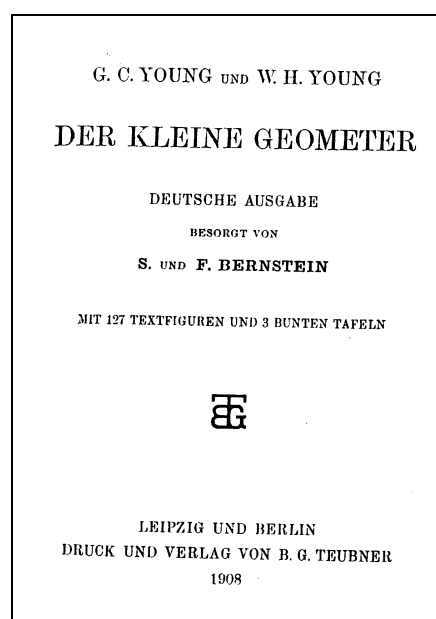 G. C. YOUNG UND W. H. YOUNG
DER KLEINE GEOMETER
DEUTSCHE AUSGABE
BESORGT VON
S. UND F. BERNSTEIN
MIT 127 TEXTFIGUREN UND 3 BUNTEN TAFELN
BTG
LEIPZIG UND BERLIN
DRUCK UND VERLAG VON B. G. TEUBNER
1908